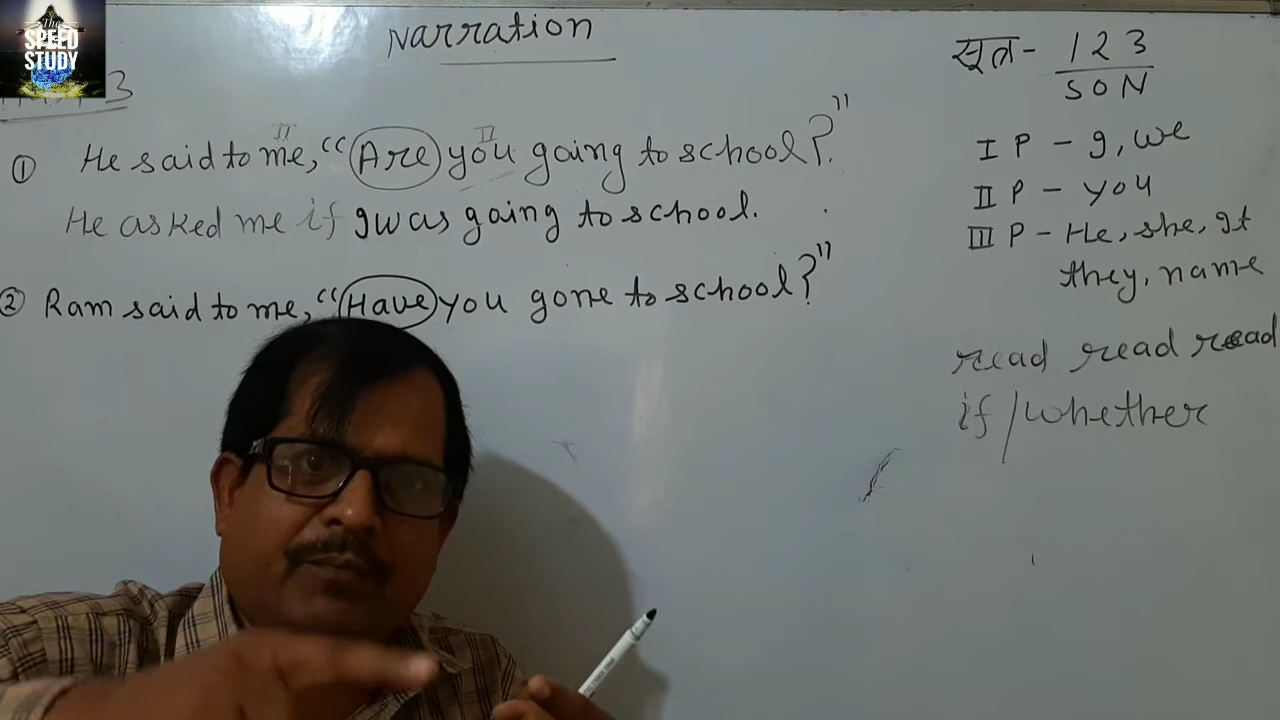 The
SPEED
STUDY
Narration
3
① He said to me, "Are you going to school?"
II II
He asked me if I was going to school.
② Ram said to me, "Have you gone to school?"
सूत्र - 1 2 3
S O N
I P - I, we
II P - you
III P - He, she, It
they, name
read read read
if / whether